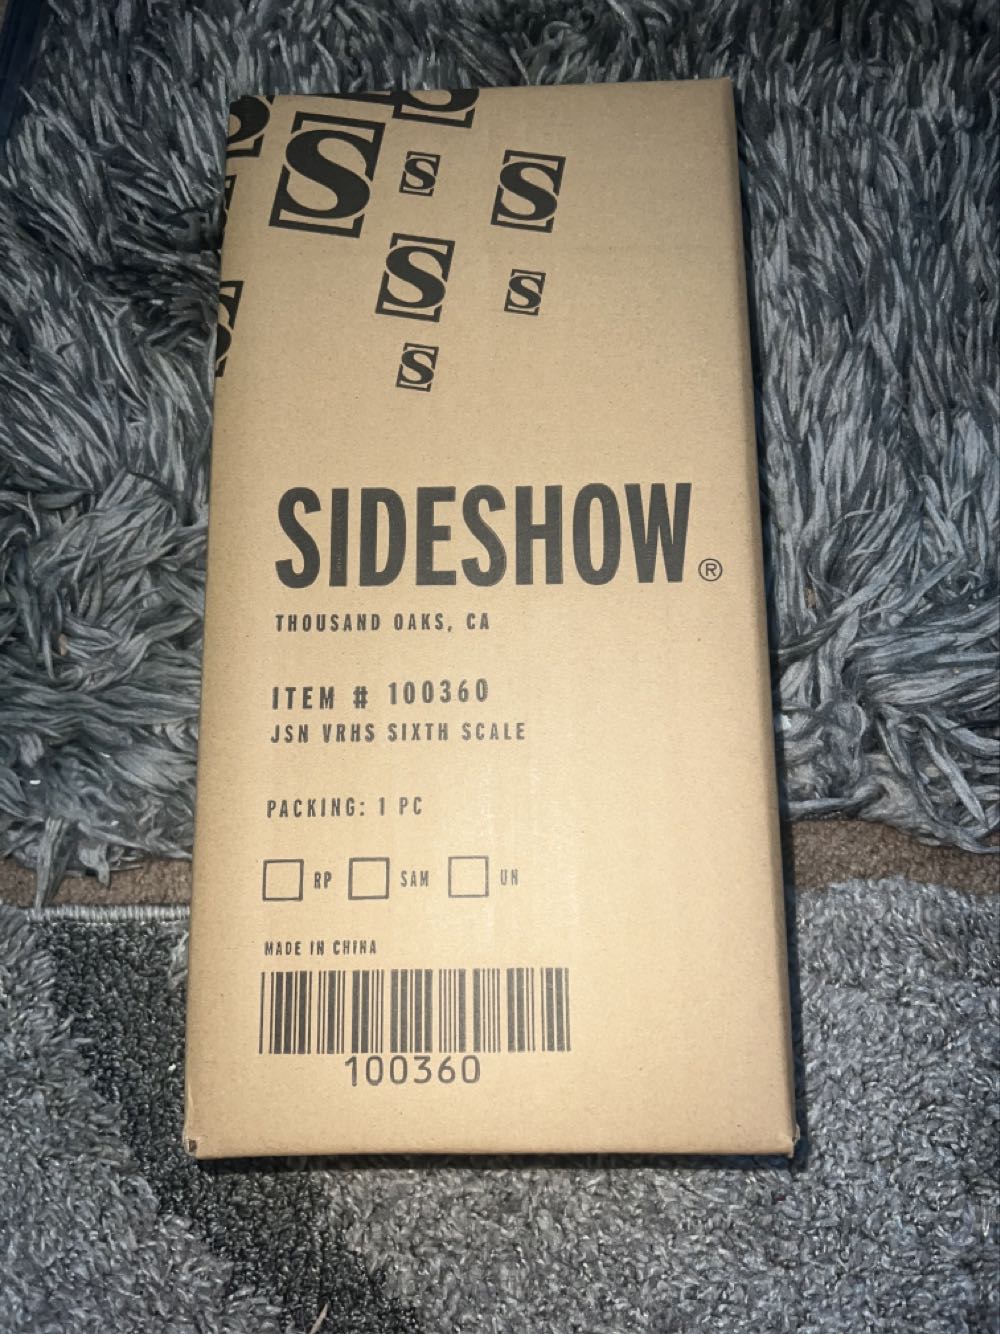 S
S
S
S
S
S
SIDESHOW®
THOUSAND OAKS, CA
ITEM # 100360
JSN VRHS SIXTH SCALE
PACKING: 1 PC
RP SAM UN
MADE IN CHINA
100360